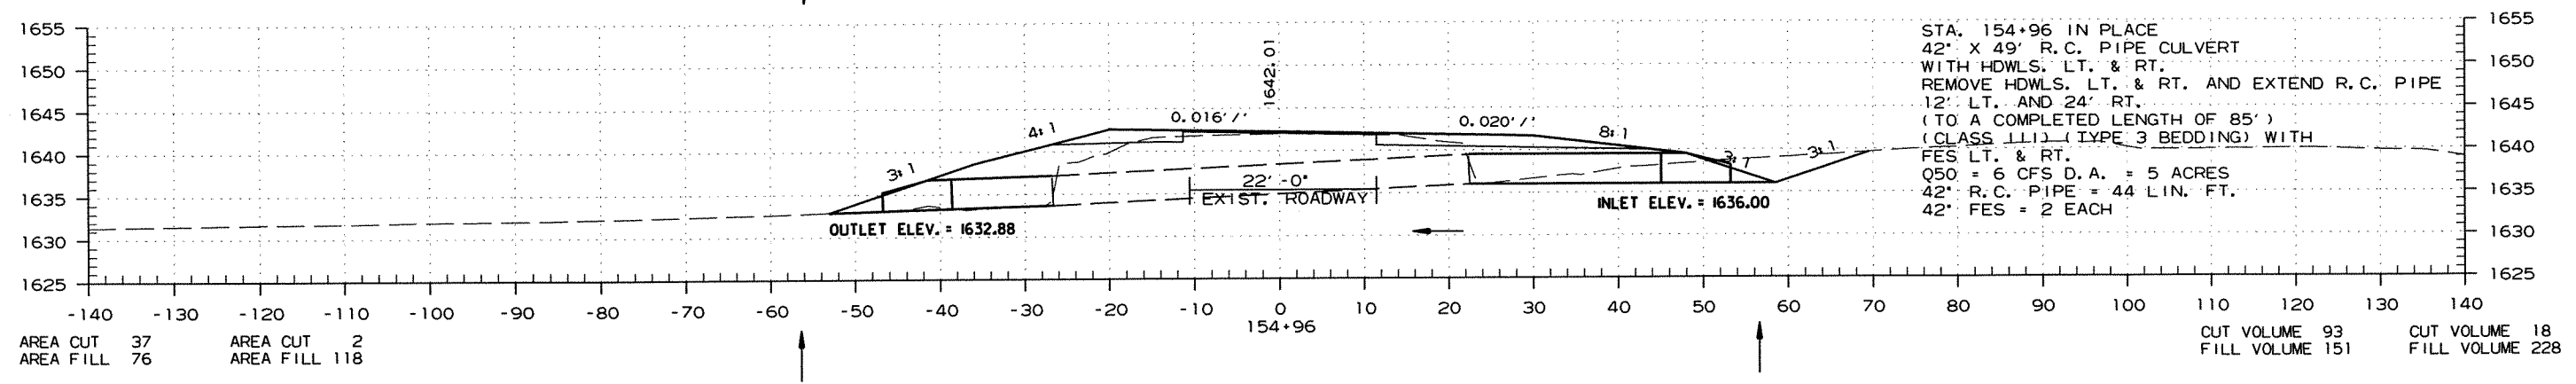 1655
1650
1645
1640
1635
1630
1625
1642.01
0.016'/'
0.020'/'
4:1
8:1
3:1
3:1
3:1
22'-0"
EXIST. ROADWAY
OUTLET ELEV. = 1632.88
INLET ELEV. = 1636.00
STA. 154+96 IN PLACE
42" X 49' R.C. PIPE CULVERT
WITH HDWLS. LT. & RT.
REMOVE HDWLS. LT. & RT. AND EXTEND R.C. PIPE
12' LT. AND 24' RT.
(TO A COMPLETED LENGTH OF 85')
(CLASS III) (TYPE 3 BEDDING) WITH
FES LT. & RT.
Q50 = 6 CFS D.A. = 5 ACRES
42" R.C. PIPE = 44 LIN. FT.
42" FES = 2 EACH
1655
1650
1645
1640
1635
1630
1625
-140 -130 -120 -110 -100 -90 -80 -70 -60 -50 -40 -30 -20 -10 0 10 20 30 40 50 60 70 80 90 100 110 120 130 140
154+96
AREA CUT 37 AREA CUT 2
AREA FILL 76 AREA FILL 118
CUT VOLUME 93 CUT VOLUME 18
FILL VOLUME 151 FILL VOLUME 228